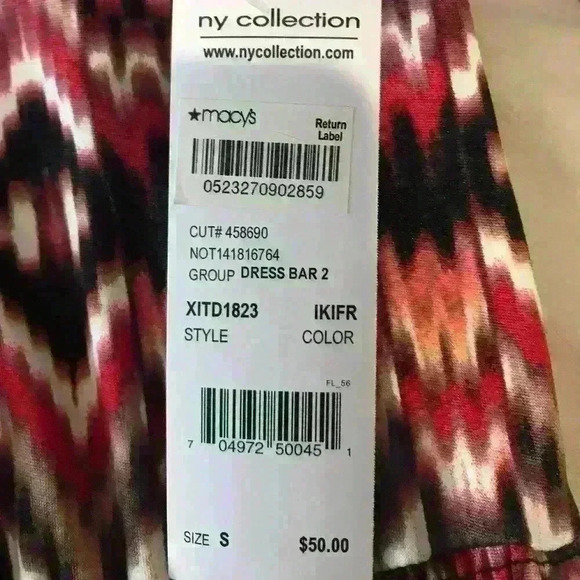 ny collection
www.nycollection.com
★macy's Return Label
0523270902859
CUT# 458690
NOT141816764
GROUP DRESS BAR 2
XITD1823 IKIFR
STYLE COLOR
FL_56
7 04972 50045 1
SIZE S $50.00